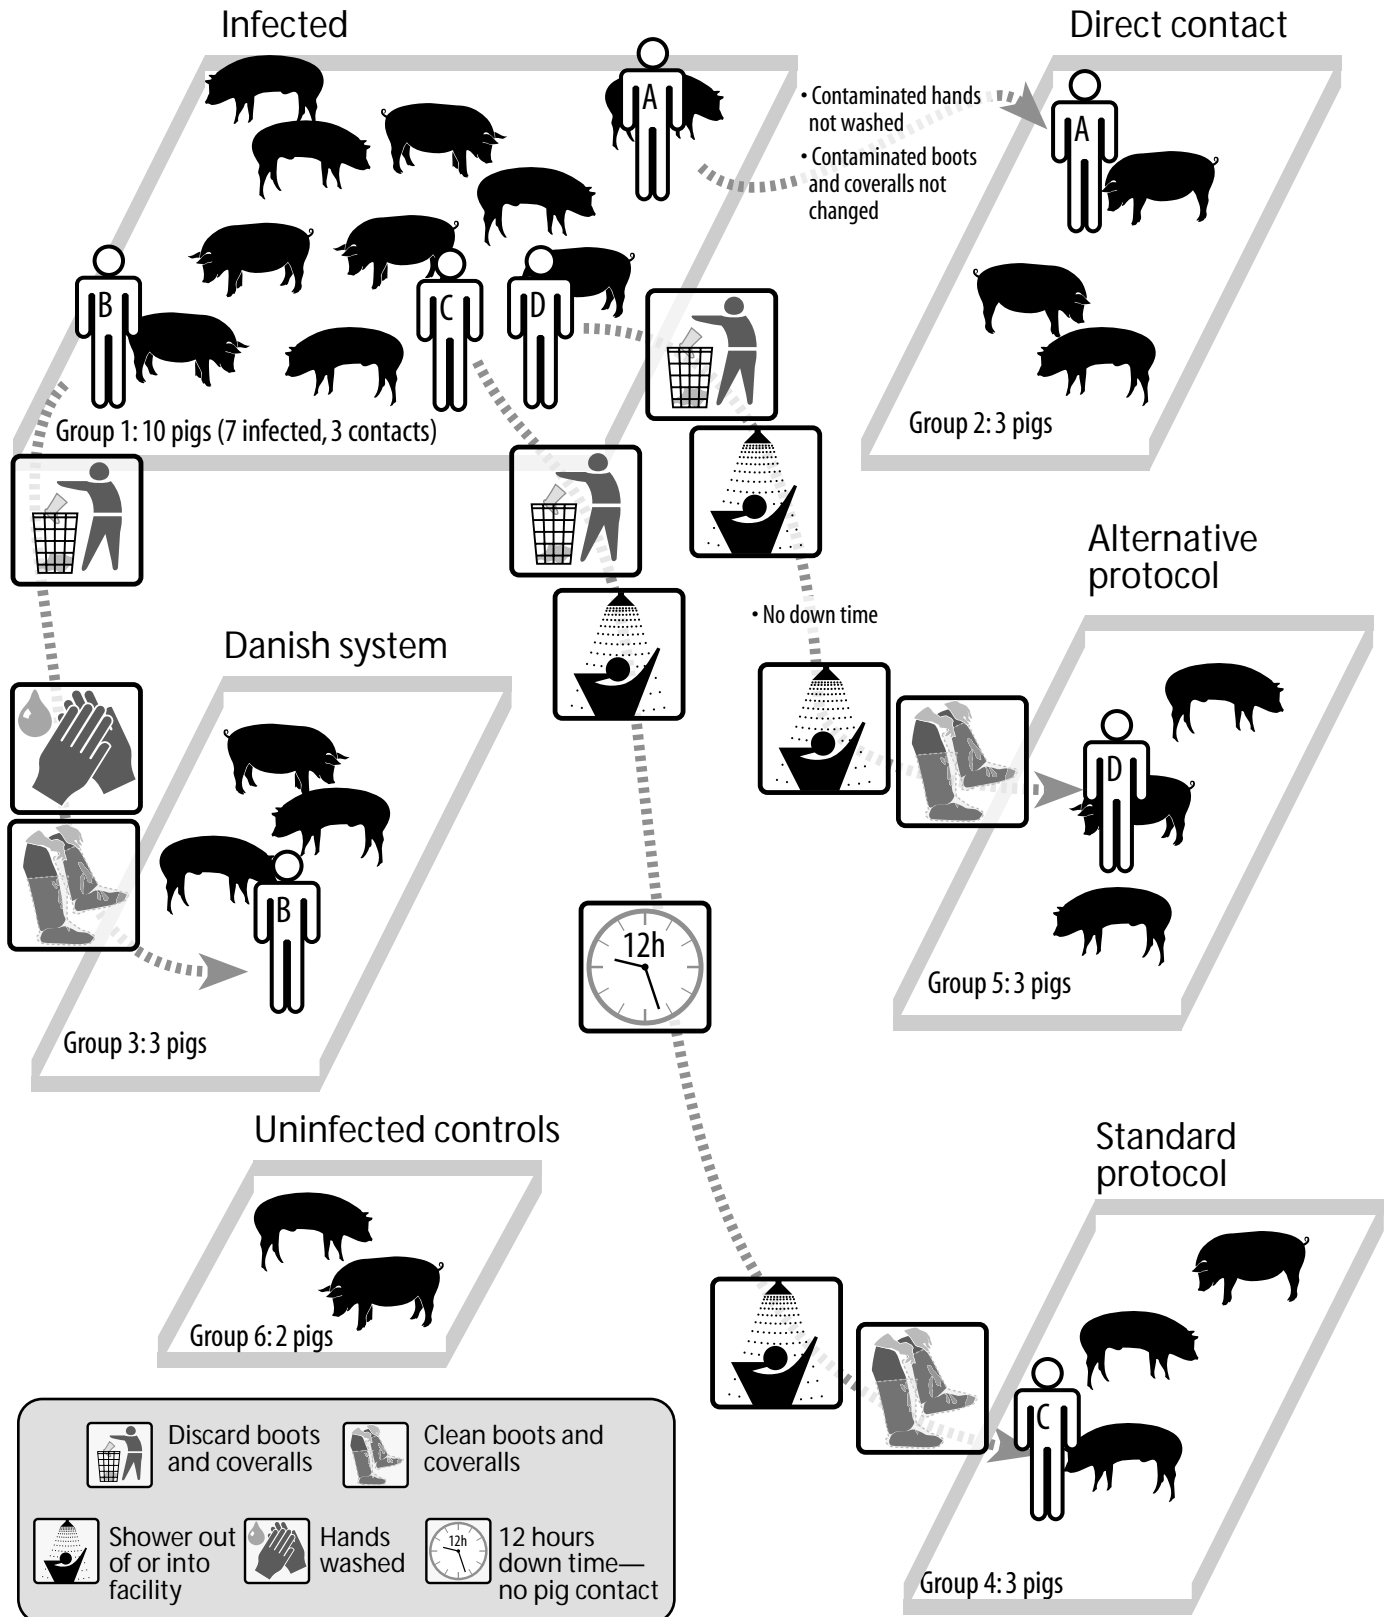 Infected
Direct contact
A
• Contaminated hands
not washed
• Contaminated boots
and coveralls not
changed
A
B
C
D
Group 1: 10 pigs (7 infected, 3 contacts)
Group 2: 3 pigs
Alternative
protocol
• No down time
Danish system
D
B
12h
Group 5: 3 pigs
Group 3: 3 pigs
Uninfected controls
Standard
protocol
Group 6: 2 pigs
C
Group 4: 3 pigs
Discard boots
and coveralls
Clean boots and
coveralls
Shower out
of or into
facility
Hands
washed
12h
12 hours
down time—
no pig contact